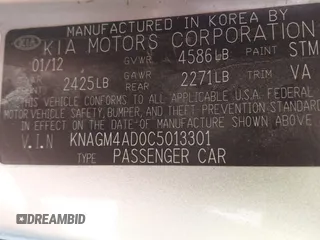 MANUFACTURED IN KOREA BY
KIA KIA MOTORS CORPORATION
01/12 GVWR 4586LB PAINT STM
GAWR 2425LB GAWR REAR 2271LB TRIM VA
THIS VEHICLE CONFORMS TO ALL APPLICABLE U.S.A. FEDERAL
MOTOR VEHICLE SAFETY, BUMPER, AND THEFT PREVENTION STANDARDS
IN EFFECT ON THE DATE OF MANUFACTURE SHOWN ABOVE.
V.I.N KNAGM4AD0C5013301
TYPE PASSENGER CAR
DREAMBID